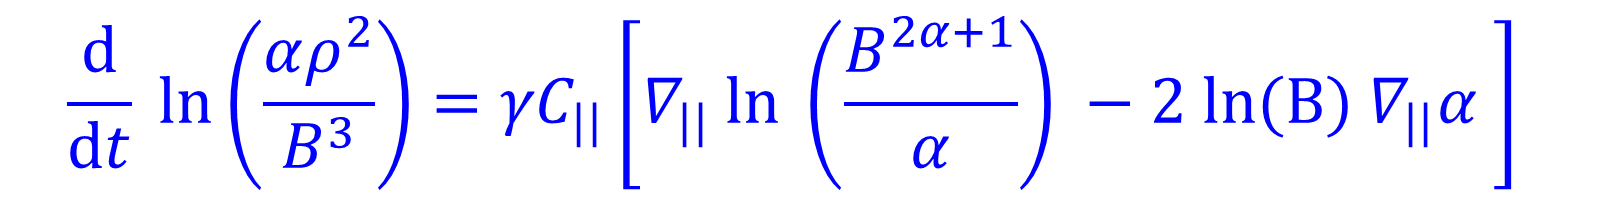 d/dt ln(αρ²/B³) = γC_|| [∇_|| ln (B^(2α+1)/α) − 2 ln(B) ∇_||α]